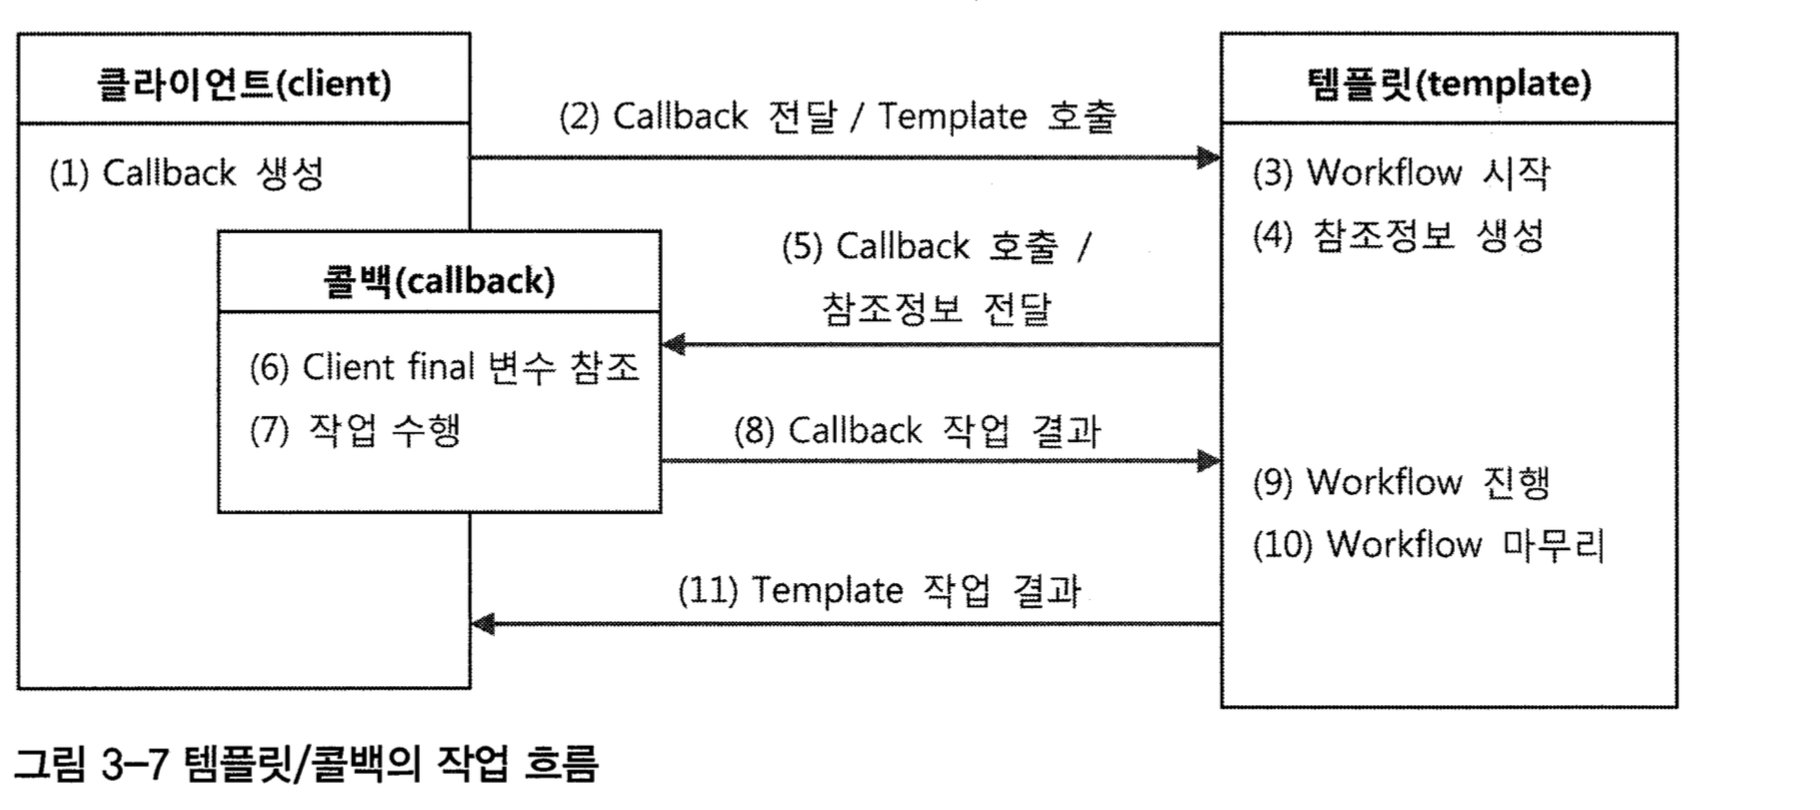 클라이언트(client)
(1) Callback 생성
(2) Callback 전달 / Template 호출
템플릿(template)
(3) Workflow 시작
(4) 참조정보 생성
(5) Callback 호출 /
참조정보 전달
콜백(callback)
(6) Client final 변수 참조
(7) 작업 수행
(8) Callback 작업 결과
(9) Workflow 진행
(10) Workflow 마무리
(11) Template 작업 결과
그림 3–7 템플릿/콜백의 작업 흐름